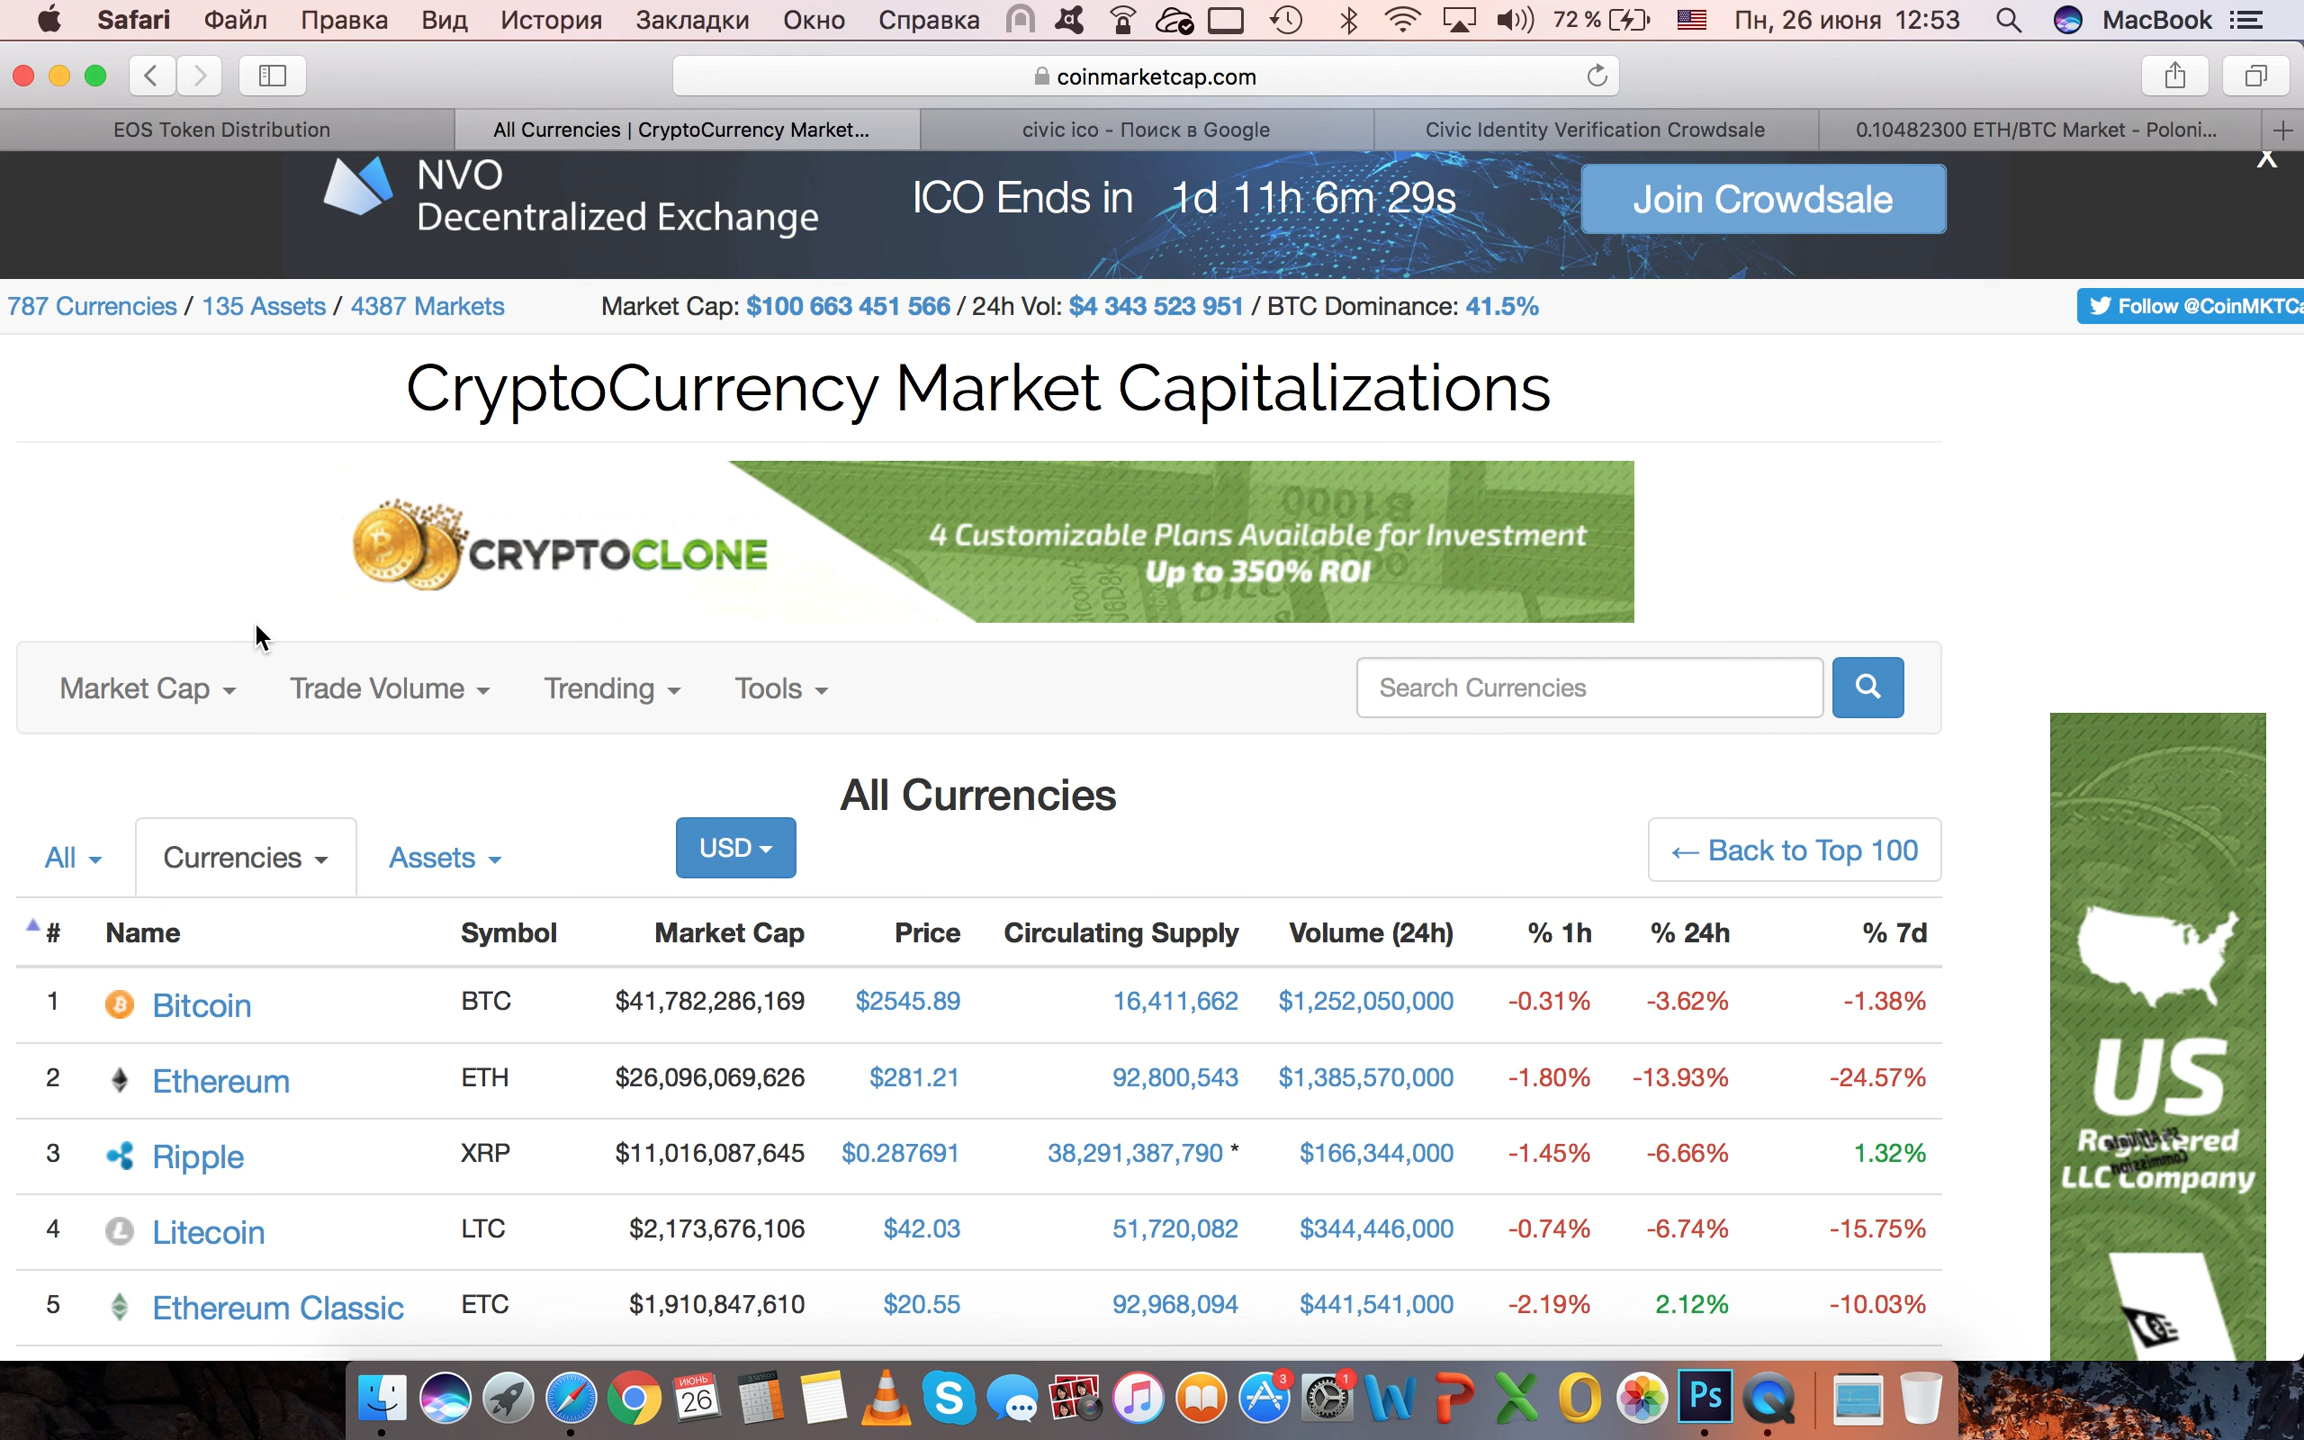 Safari Файл Правка Вид История Закладки Окно Справка 72 % Пн, 26 июня 12:53 MacBook
coinmarketcap.com
EOS Token Distribution All Currencies | CryptoCurrency Market... civic ico - Поиск в Google Civic Identity Verification Crowdsale 0.10482300 ETH/BTC Market - Poloni... +
NVO
Decentralized Exchange
ICO Ends in 1d 11h 6m 29s
Join Crowdsale
X
787 Currencies / 135 Assets / 4387 Markets Market Cap: $100 663 451 566 / 24h Vol: $4 343 523 951 / BTC Dominance: 41.5% Follow @CoinMKTCa
CryptoCurrency Market Capitalizations
CRYPTOCLONE
4 Customizable Plans Available for Investment
Up to 350% ROI
Market Cap Trade Volume Trending Tools Search Currencies
All Currencies
All Currencies Assets USD ← Back to Top 100
# Name Symbol Market Cap Price Circulating Supply Volume (24h) % 1h % 24h % 7d
1 Bitcoin BTC $41,782,286,169 $2545.89 16,411,662 $1,252,050,000 -0.31% -3.62% -1.38%
2 Ethereum ETH $26,096,069,626 $281.21 92,800,543 $1,385,570,000 -1.80% -13.93% -24.57%
3 Ripple XRP $11,016,087,645 $0.287691 38,291,387,790 * $166,344,000 -1.45% -6.66% 1.32%
4 Litecoin LTC $2,173,676,106 $42.03 51,720,082 $344,446,000 -0.74% -6.74% -15.75%
5 Ethereum Classic ETC $1,910,847,610 $20.55 92,968,094 $441,541,000 -2.19% 2.12% -10.03%
US
Registered
LLC Company
ИЮНЬ
26
3
1
Ps